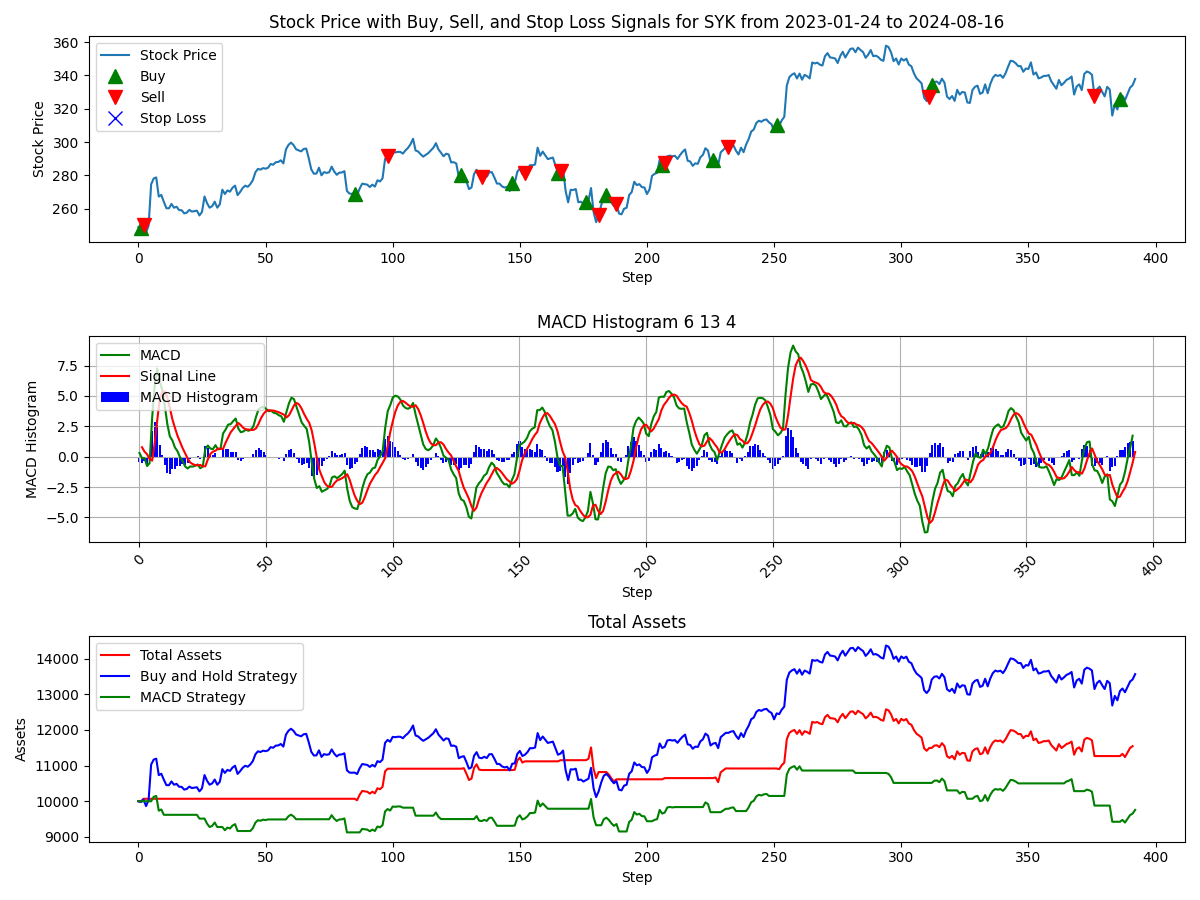 Stock Price with Buy, Sell, and Stop Loss Signals for SYK from 2023-01-24 to 2024-08-16
Stock Price
360
340
320
300
280
260
Stock Price
Buy
Sell
Stop Loss
0 50 100 150 200 250 300 350 400
Step
MACD Histogram 6 13 4
MACD Histogram
7.5
5.0
2.5
0.0
−2.5
−5.0
MACD
Signal Line
MACD Histogram
0 50 100 150 200 250 300 350 400
Step
Total Assets
Assets
14000
13000
12000
11000
10000
9000
Total Assets
Buy and Hold Strategy
MACD Strategy
0 50 100 150 200 250 300 350 400
Step